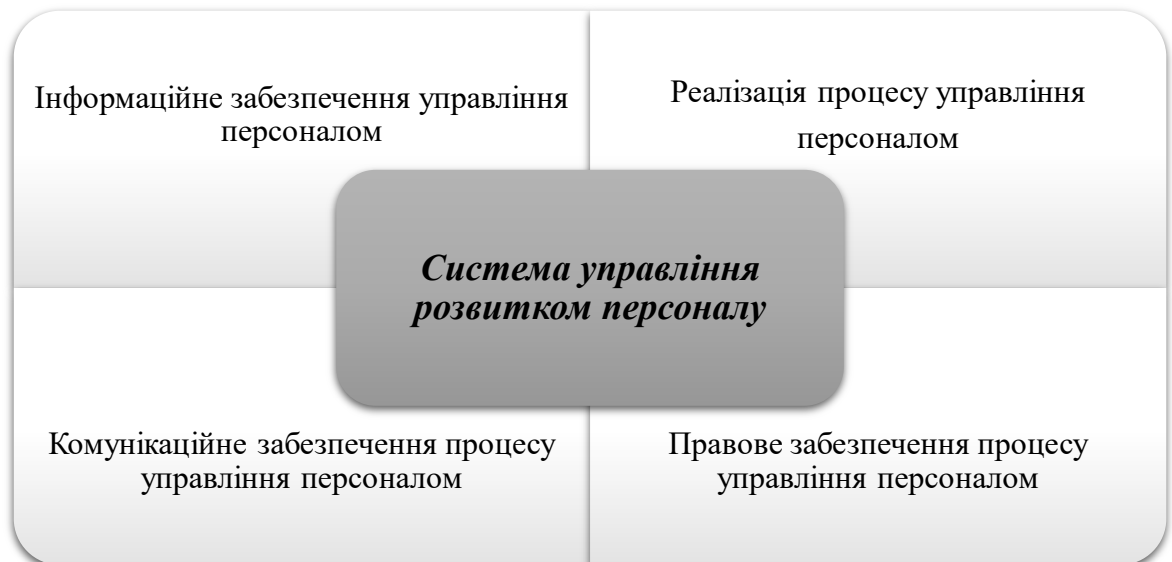 Інформаційне забезпечення управління
персоналом
Реалізація процесу управління
персоналом
Система управління
розвитком персоналу
Комунікаційне забезпечення процесу
управління персоналом
Правове забезпечення процесу
управління персоналом